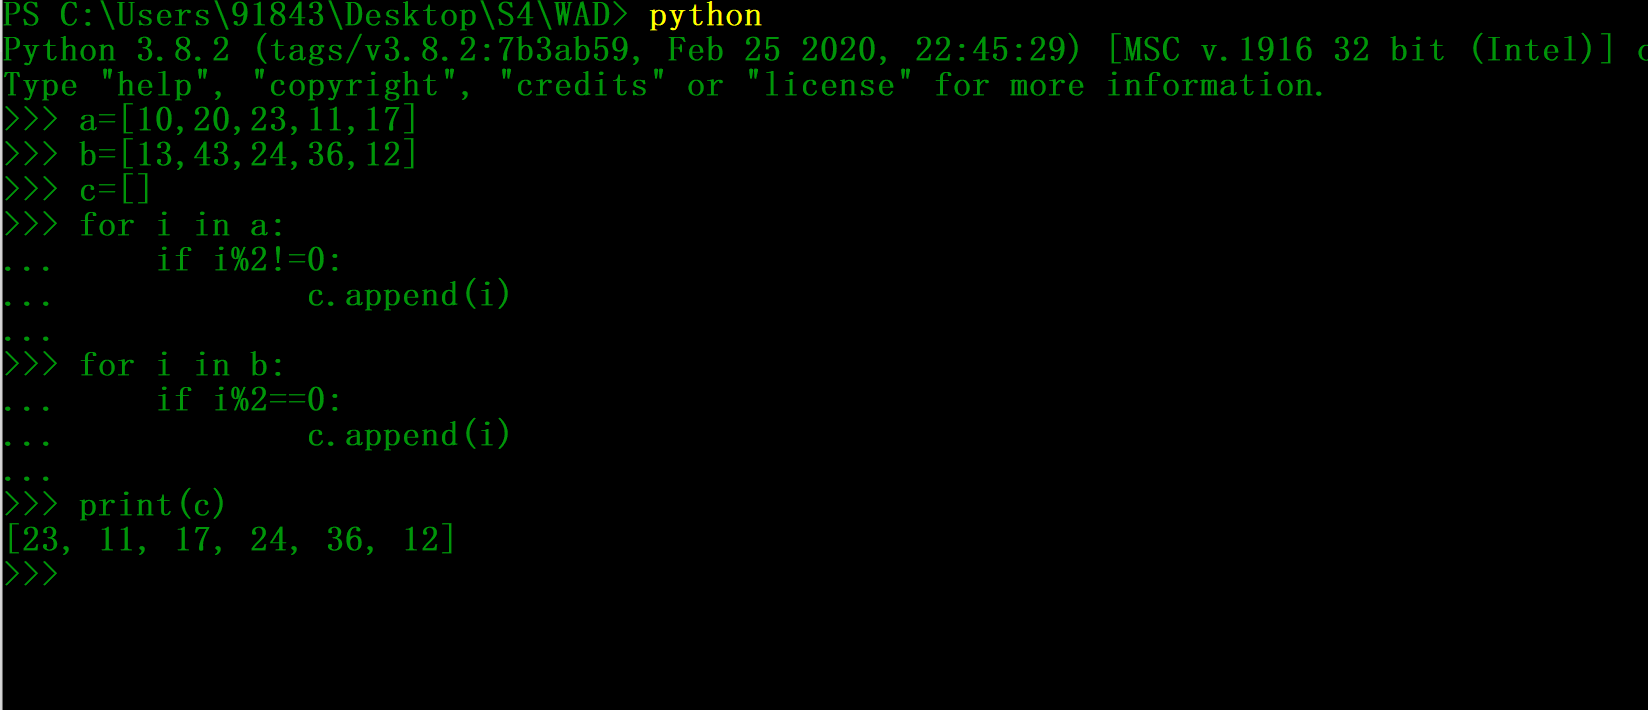 PS C:\Users\91843\Desktop\S4\WAD> python
Python 3.8.2 (tags/v3.8.2:7b3ab59, Feb 25 2020, 22:45:29) [MSC v.1916 32 bit (Intel)]
Type "help", "copyright", "credits" or "license" for more information.
>>> a=[10,20,23,11,17]
>>> b=[13,43,24,36,12]
>>> c=[]
>>> for i in a:
...     if i%2!=0:
...             c.append(i)
...
>>> for i in b:
...     if i%2==0:
...             c.append(i)
...
>>> print(c)
[23, 11, 17, 24, 36, 12]
>>>